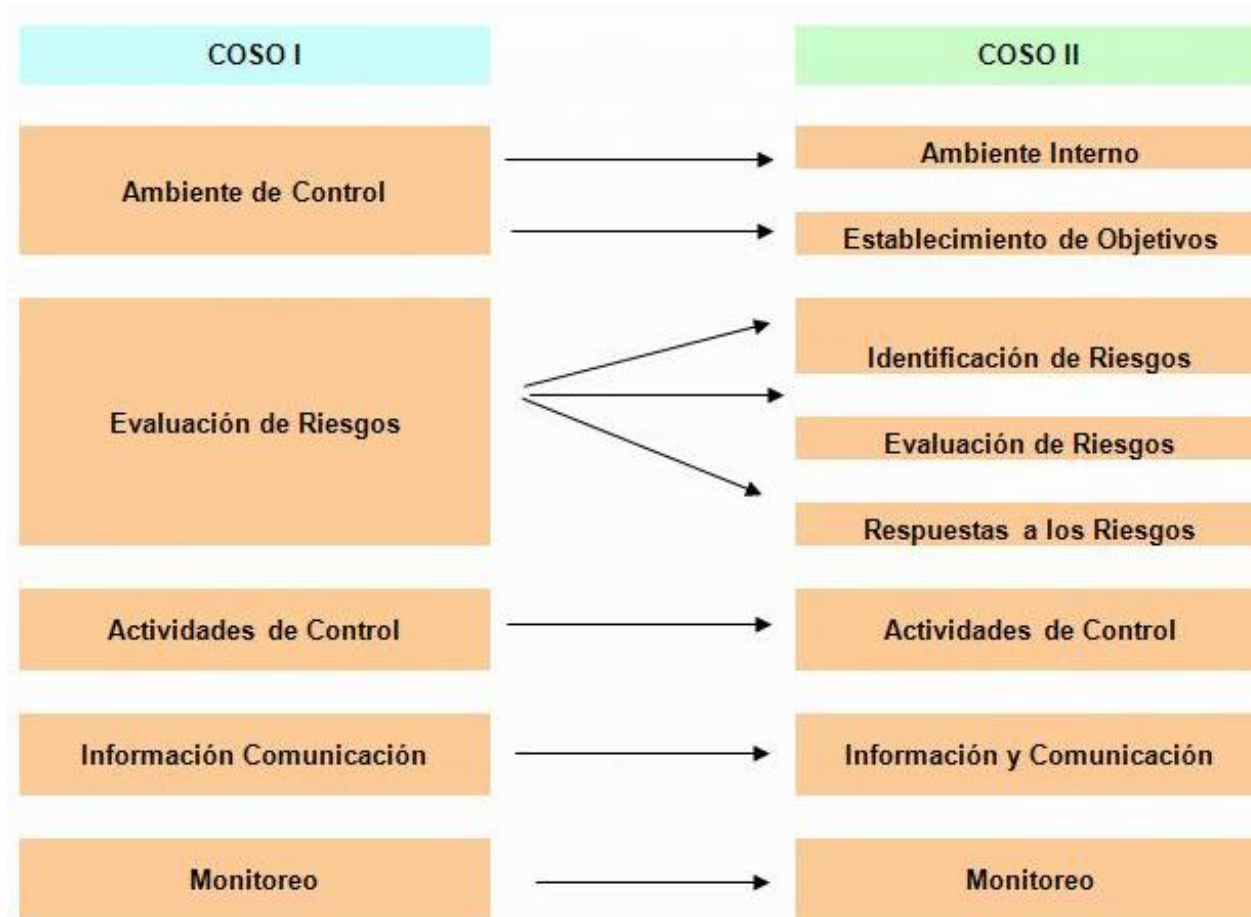 COSO I
COSO II
Ambiente de Control
Ambiente Interno
Establecimiento de Objetivos
Evaluación de Riesgos
Identificación de Riesgos
Evaluación de Riesgos
Respuestas a los Riesgos
Actividades de Control
Actividades de Control
Información Comunicación
Información y Comunicación
Monitoreo
Monitoreo